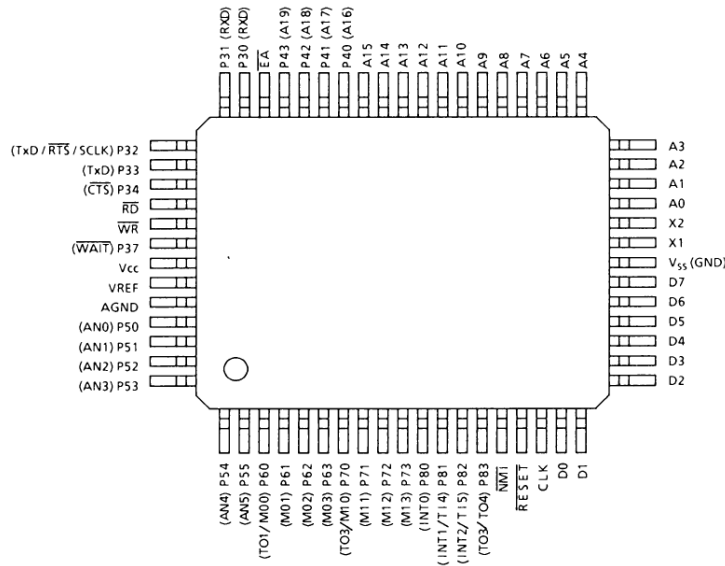 P31 (RXD)
P30 (RXD)
EA
P43 (A19)
P42 (A18)
P41 (A17)
P40 (A16)
A15
A14
A13
A12
A11
A10
A9
A8
A7
A6
A5
A4
(TxD / RTS / SCLK) P32
(TxD) P33
(CTS) P34
RD
WR
(WAIT) P37
Vcc
VREF
AGND
(AN0) P50
(AN1) P51
(AN2) P52
(AN3) P53
A3
A2
A1
A0
X2
X1
VSS (GND)
D7
D6
D5
D4
D3
D2
(AN4) P54
(AN5) P55
(TO1/M00) P60
(M01) P61
(M02) P62
(M03) P63
(TO3/M10) P70
(M11) P71
(M12) P72
(M13) P73
(INT0) P80
(INT1/TI4) P81
(INT2/TI5) P82
(TO3/TO4) P83
NMi
RESET
CLK
D0
D1